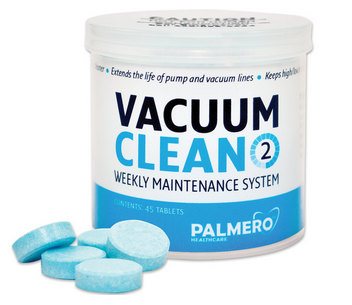 VACUUM
• Extends the life of pump and vacuum lines • Keeps
VACUUM
CLEAN 2
WEEKLY MAINTENANCE SYSTEM
CONTENTS: 45 TABLETS
PALMERO
HEALTHCARE